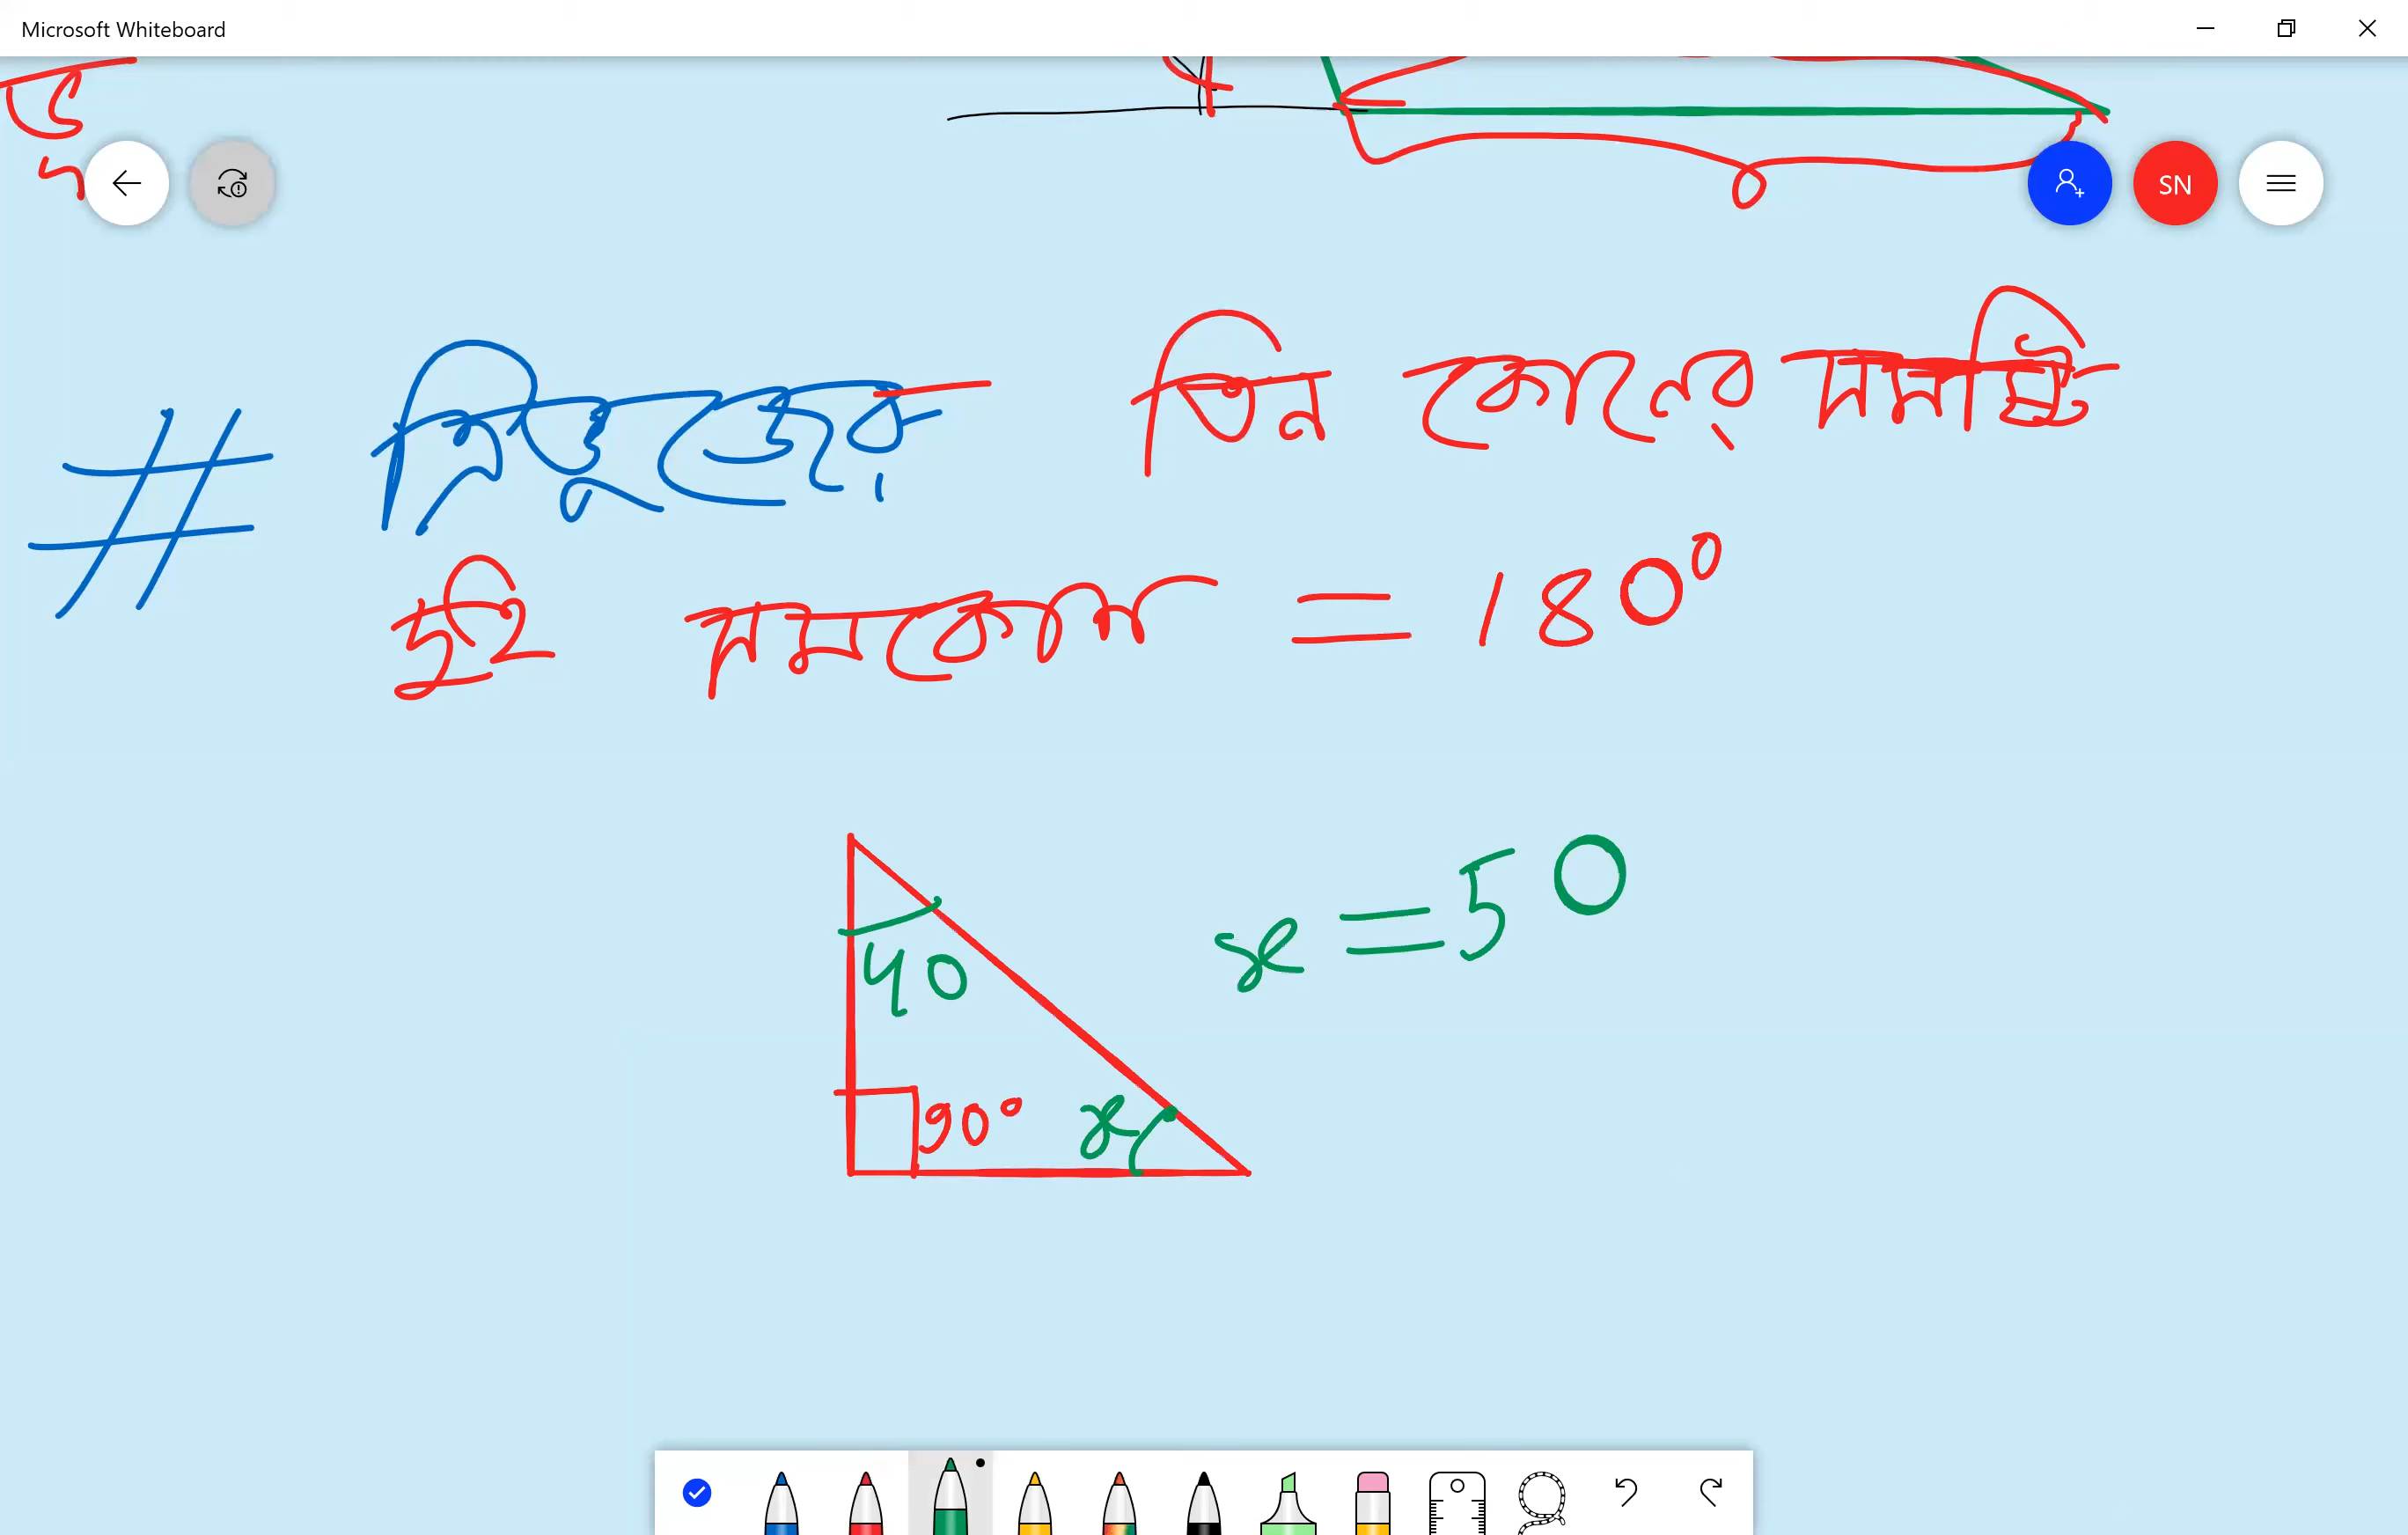 Microsoft Whiteboard
SN
# ত্রিভুজের তিন কোনের সমষ্টি
দুই সমকোণ = 180°
x = 50
40
90° x